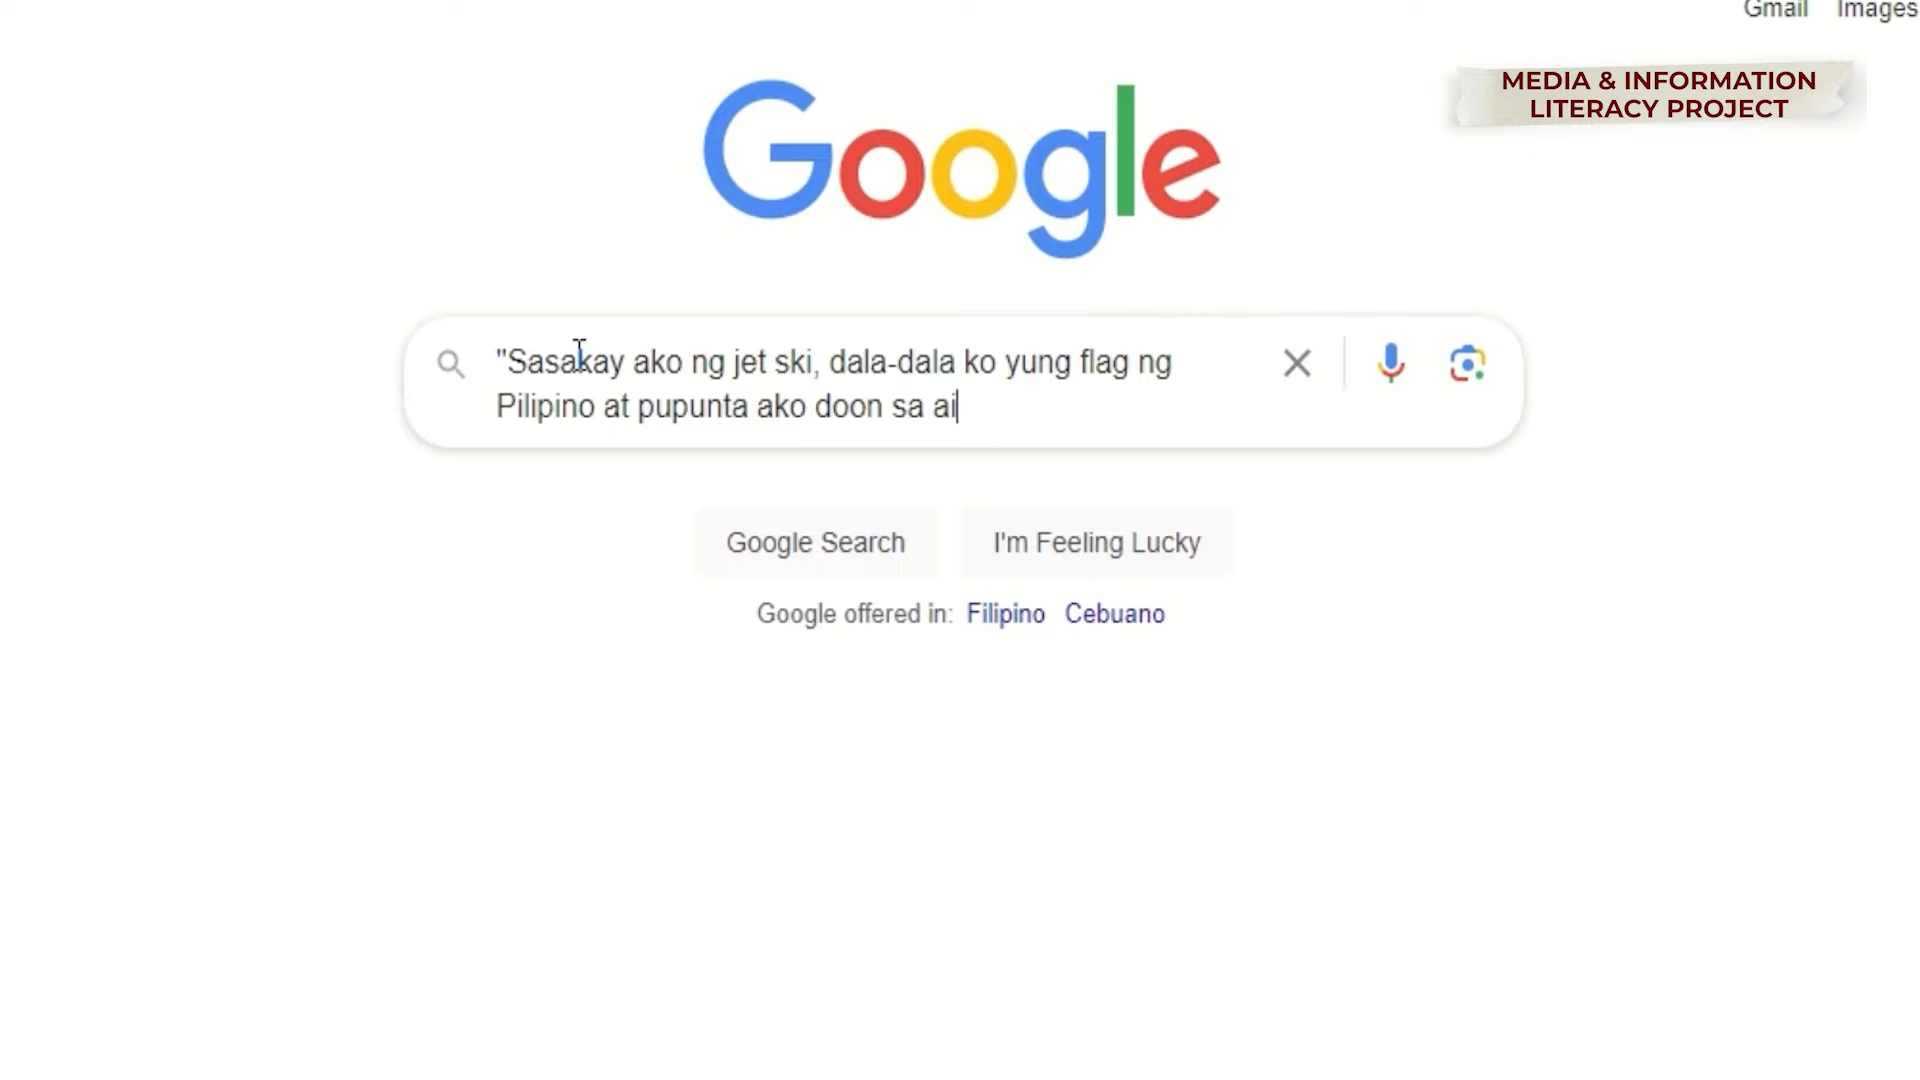 Gmail Images
MEDIA & INFORMATION
LITERACY PROJECT
Google
"Sasakay ako ng jet ski, dala-dala ko yung flag ng
Pilipino at pupunta ako doon sa ai
Google Search I'm Feeling Lucky
Google offered in: Filipino Cebuano